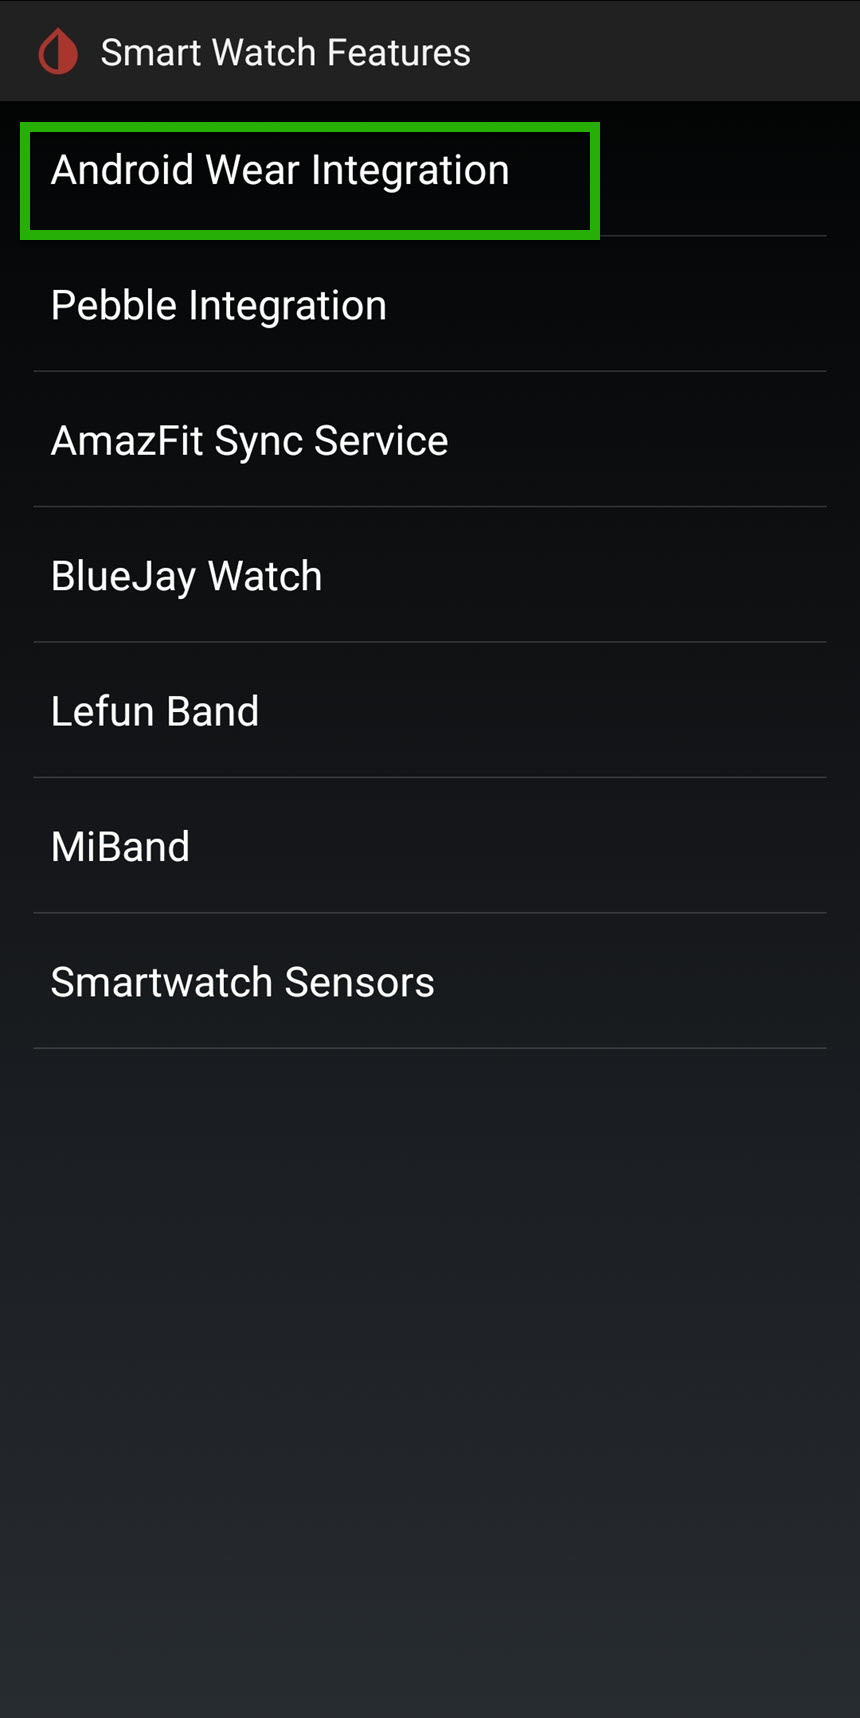 Smart Watch Features
Android Wear Integration
Pebble Integration
AmazFit Sync Service
BlueJay Watch
Lefun Band
MiBand
Smartwatch Sensors